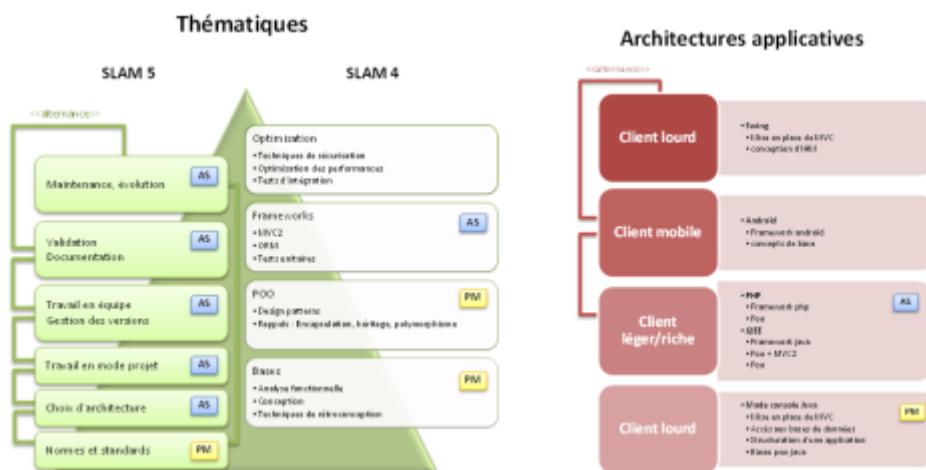 Thématiques
SLAM 5
SLAM 4
<<alternance>>
Maintenance, évolution
AS
Validation
Documentation
AS
Travail en équipe
Gestion des versions
AS
Travail en mode projet
AS
Choix d'architecture
AS
Normes et standards
PM
Optimization
• Techniques de sécurisation
• Optimization des performances
• Tests d'intégration
Frameworks
• MVC2
• ORM
• Tests unitaires
AS
POO
• Design patterns
• Rappels : Encapsulation, héritage, polymorphisme
PM
Bases
• Analyse fonctionnelle
• Conception
• Techniques de rétroconception
PM
Architectures applicatives
<<alternance>>
Client lourd
• Swing
• Mise en place de MVC
• conception d'IHM
Client mobile
• Android
• Framework android
• concepts de base
Client
léger/riche
• PHP
• Framework php
• Poo
• J2EE
• Framework java
• Poo + MVC2
• Poo
AS
Client lourd
• Mode console Java
• Mise en place de MVC
• Accès aux bases de données
• Structuration d'une application
• Bases poo java
PM